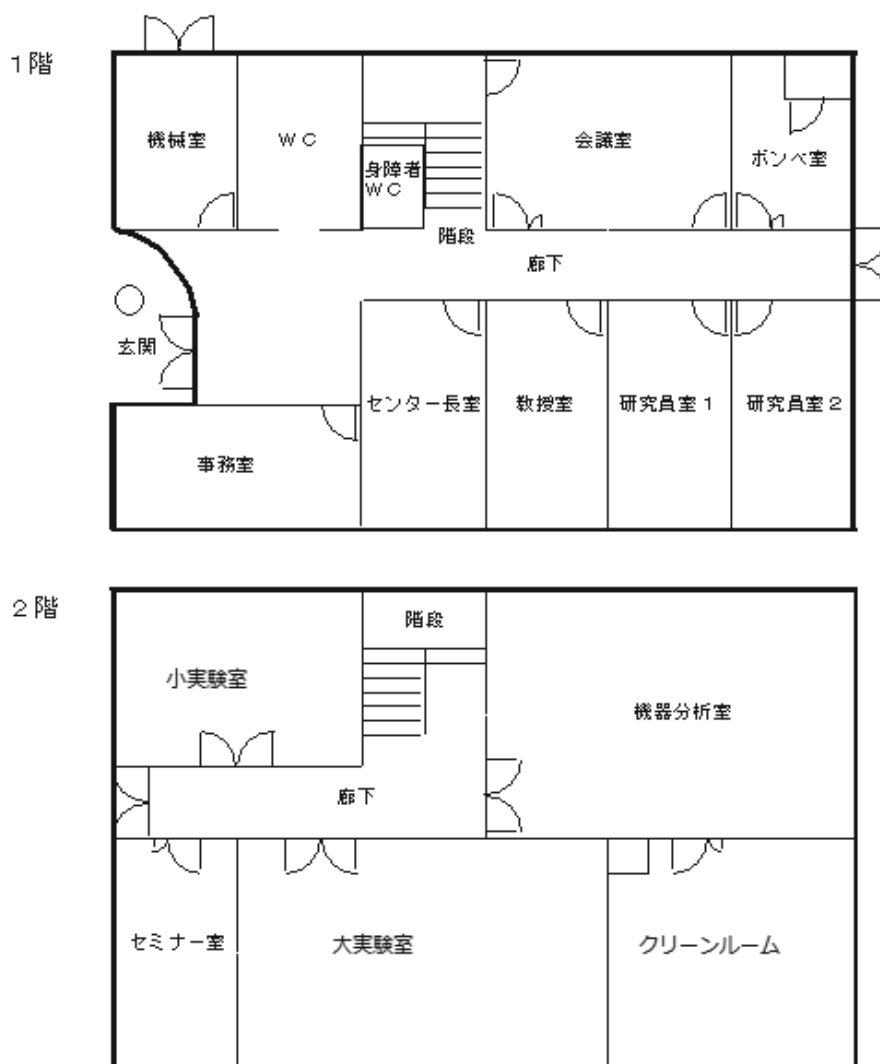 1階
機械室
WC
身障者
WC
会議室
ボンベ室
階段
廊下
玄関
センター長室
教授室
研究員室1
研究員室2
事務室
2階
階段
小実験室
機器分析室
廊下
セミナー室
大実験室
クリーンルーム